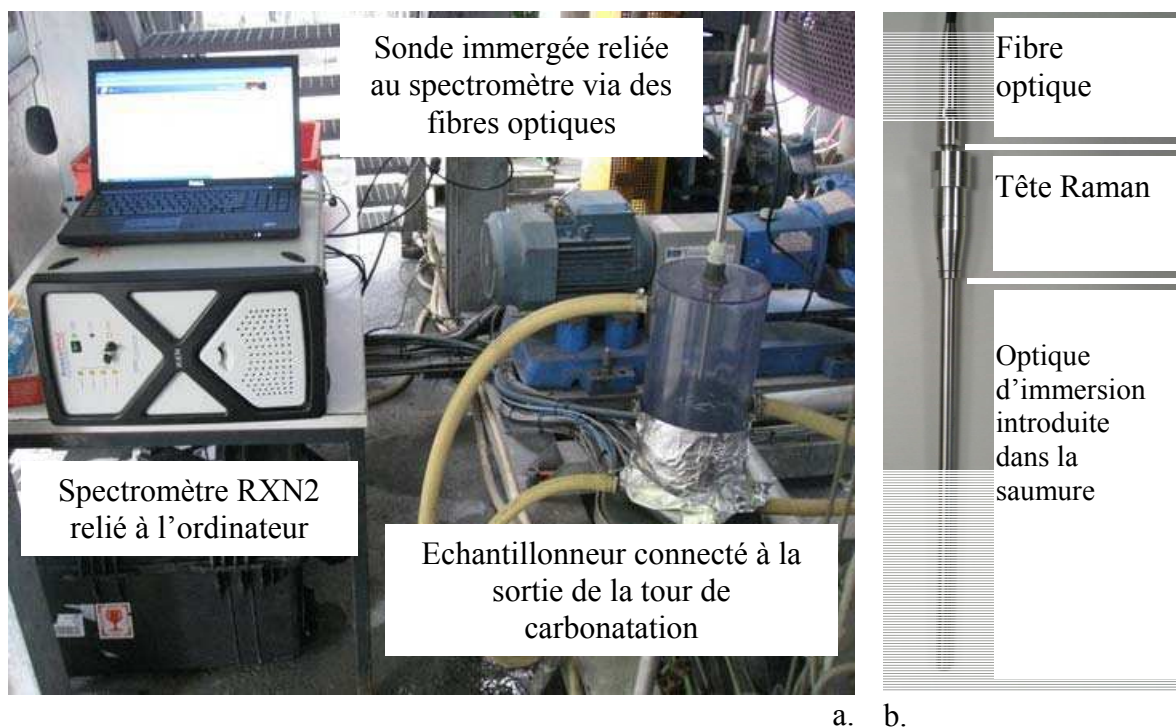 Sonde immergée reliée
au spectromètre via des
fibres optiques
Spectromètre RXN2
relié à l’ordinateur
Echantillonneur connecté à la
sortie de la tour de
carbonatation
a.
Fibre
optique
Tête Raman
Optique
d’immersion
introduite
dans la
saumure
b.